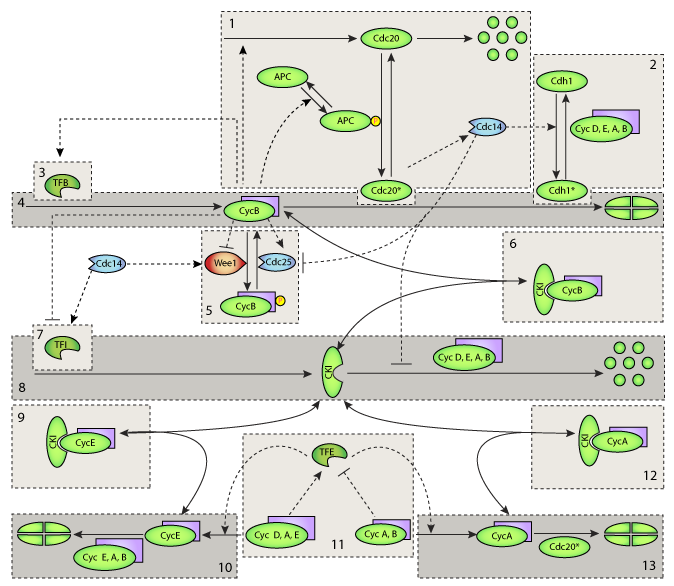 1
Cdc20
APC
APC
P
Cdc20*
2
Cdh1
Cyc D, E, A, B
Cdh1*
Cdc14
3
TFB
4
CycB
Cdc14
Wee1
Cdc25
CycB
P
5
6
CKI
CycB
7
TFI
8
CKI
Cyc D, E, A, B
9
CKI
CycE
12
CKI
CycA
TFE
Cyc D, A, E
Cyc A, B
11
CycE
Cyc E, A, B
10
CycA
Cdc20*
13